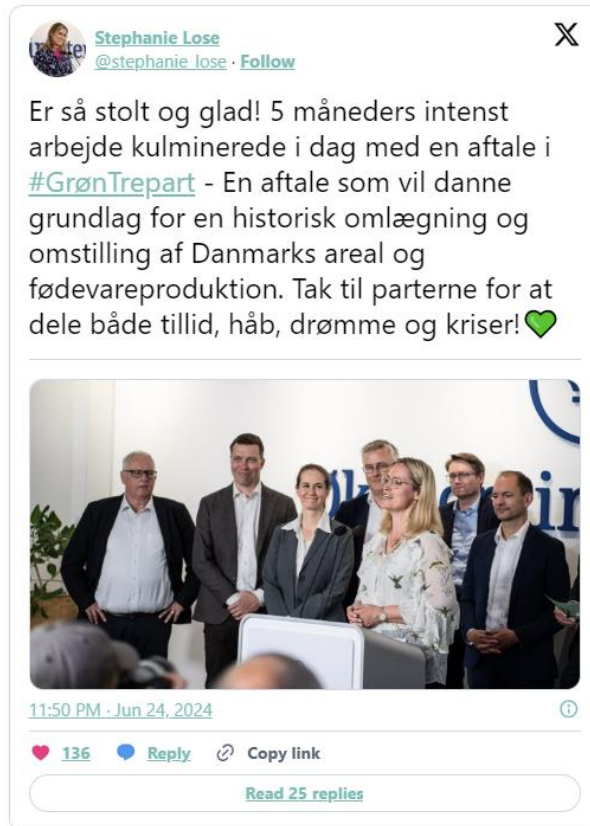 Stephanie Lose
@stephanie_lose · Follow
Er så stolt og glad! 5 måneders intenst
arbejde kulminerede i dag med en aftale i
#GrønTrepart - En aftale som vil danne
grundlag for en historisk omlægning og
omstilling af Danmarks areal og
fødevareproduktion. Tak til parterne for at
dele både tillid, håb, drømme og kriser!💚
11:50 PM · Jun 24, 2024
136 Reply Copy link
Read 25 replies